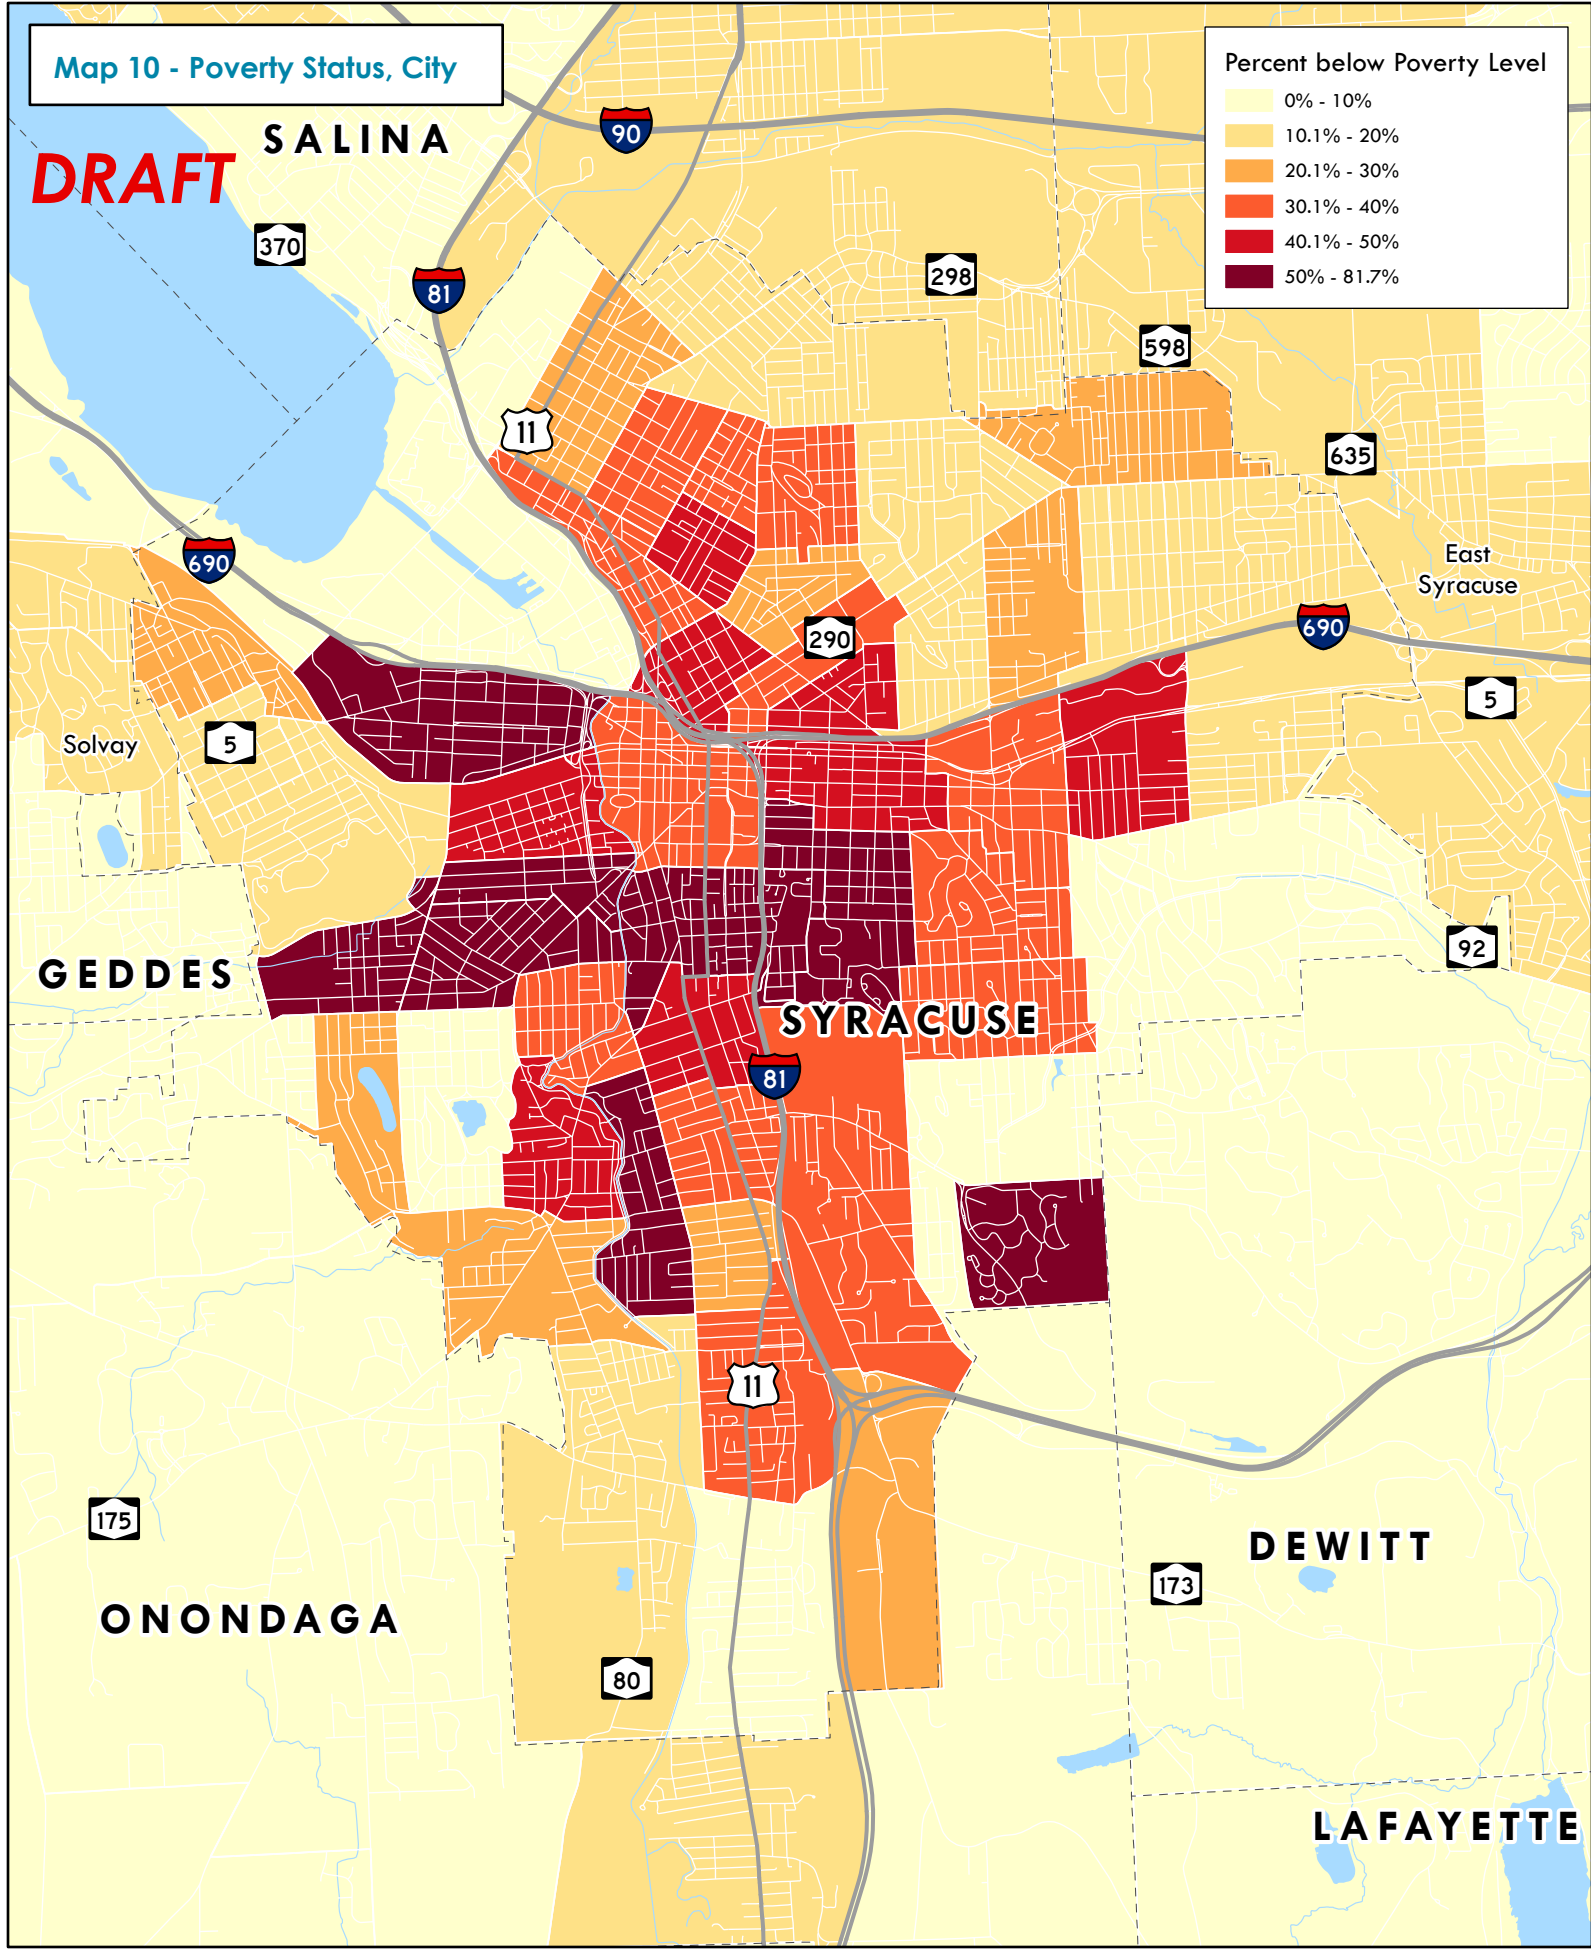 Map 10 - Poverty Status, City
Percent below Poverty Level
0% - 10%
10.1% - 20%
20.1% - 30%
30.1% - 40%
40.1% - 50%
50% - 81.7%
SALINA
90
DRAFT
370
298
81
598
11
635
East
Syracuse
690
290
690
5
Solvay
5
92
GEDDES
SYRACUSE
81
11
175
DEWITT
173
ONONDAGA
80
LAFAYETTE